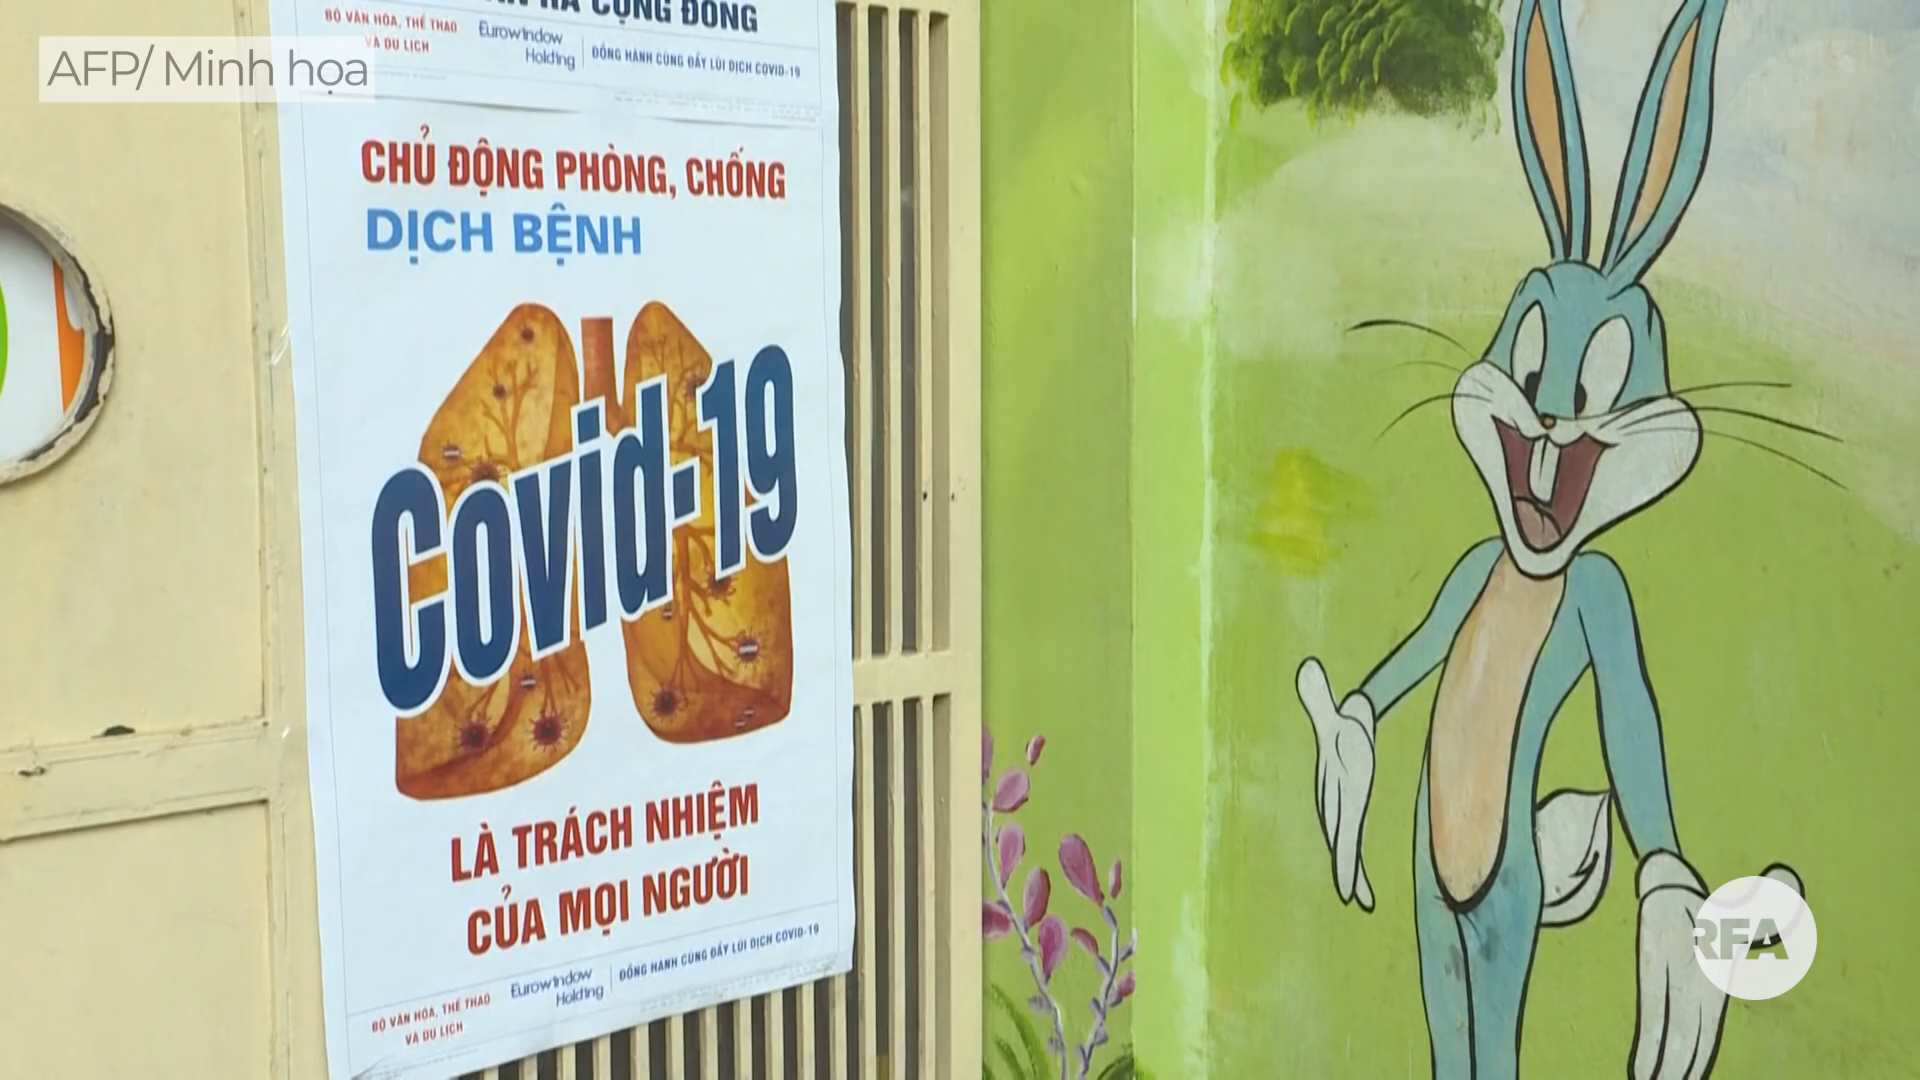 AFP/ Minh họa
CỘNG ĐỒNG
BỘ VĂN HÓA, THỂ THAO
VÀ DU LỊCH
Eurowindow
Holding
ĐỒNG HÀNH CÙNG ĐẨY LÙI DỊCH COVID-19
CHỦ ĐỘNG PHÒNG, CHỐNG
DỊCH BỆNH
Covid-19
LÀ TRÁCH NHIỆM
CỦA MỌI NGƯỜI
BỘ VĂN HÓA, THỂ THAO
VÀ DU LỊCH
Eurowindow
Holding
ĐỒNG HÀNH CÙNG ĐẨY LÙI DỊCH COVID-19
RFA